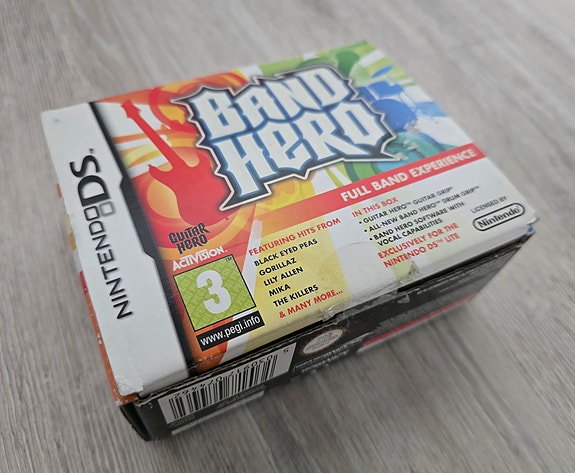 NINTENDO DS.
BAND
HERO
FULL BAND EXPERIENCE
GUITAR
HERO
ACTIVISION
3
www.pegi.info
FEATURING HITS FROM
BLACK EYED PEAS
GORILLAZ
LILY ALLEN
MIKA
THE KILLERS
& MANY MORE...
IN THIS BOX
• GUITAR HERO™ GUITAR GRIP
• ALL-NEW BAND HERO™ DRUM GRIP™
• BAND HERO SOFTWARE WITH
VOCAL CAPABILITIES
EXCLUSIVELY FOR THE
NINTENDO DS™ LITE
LICENSED BY
Nintendo